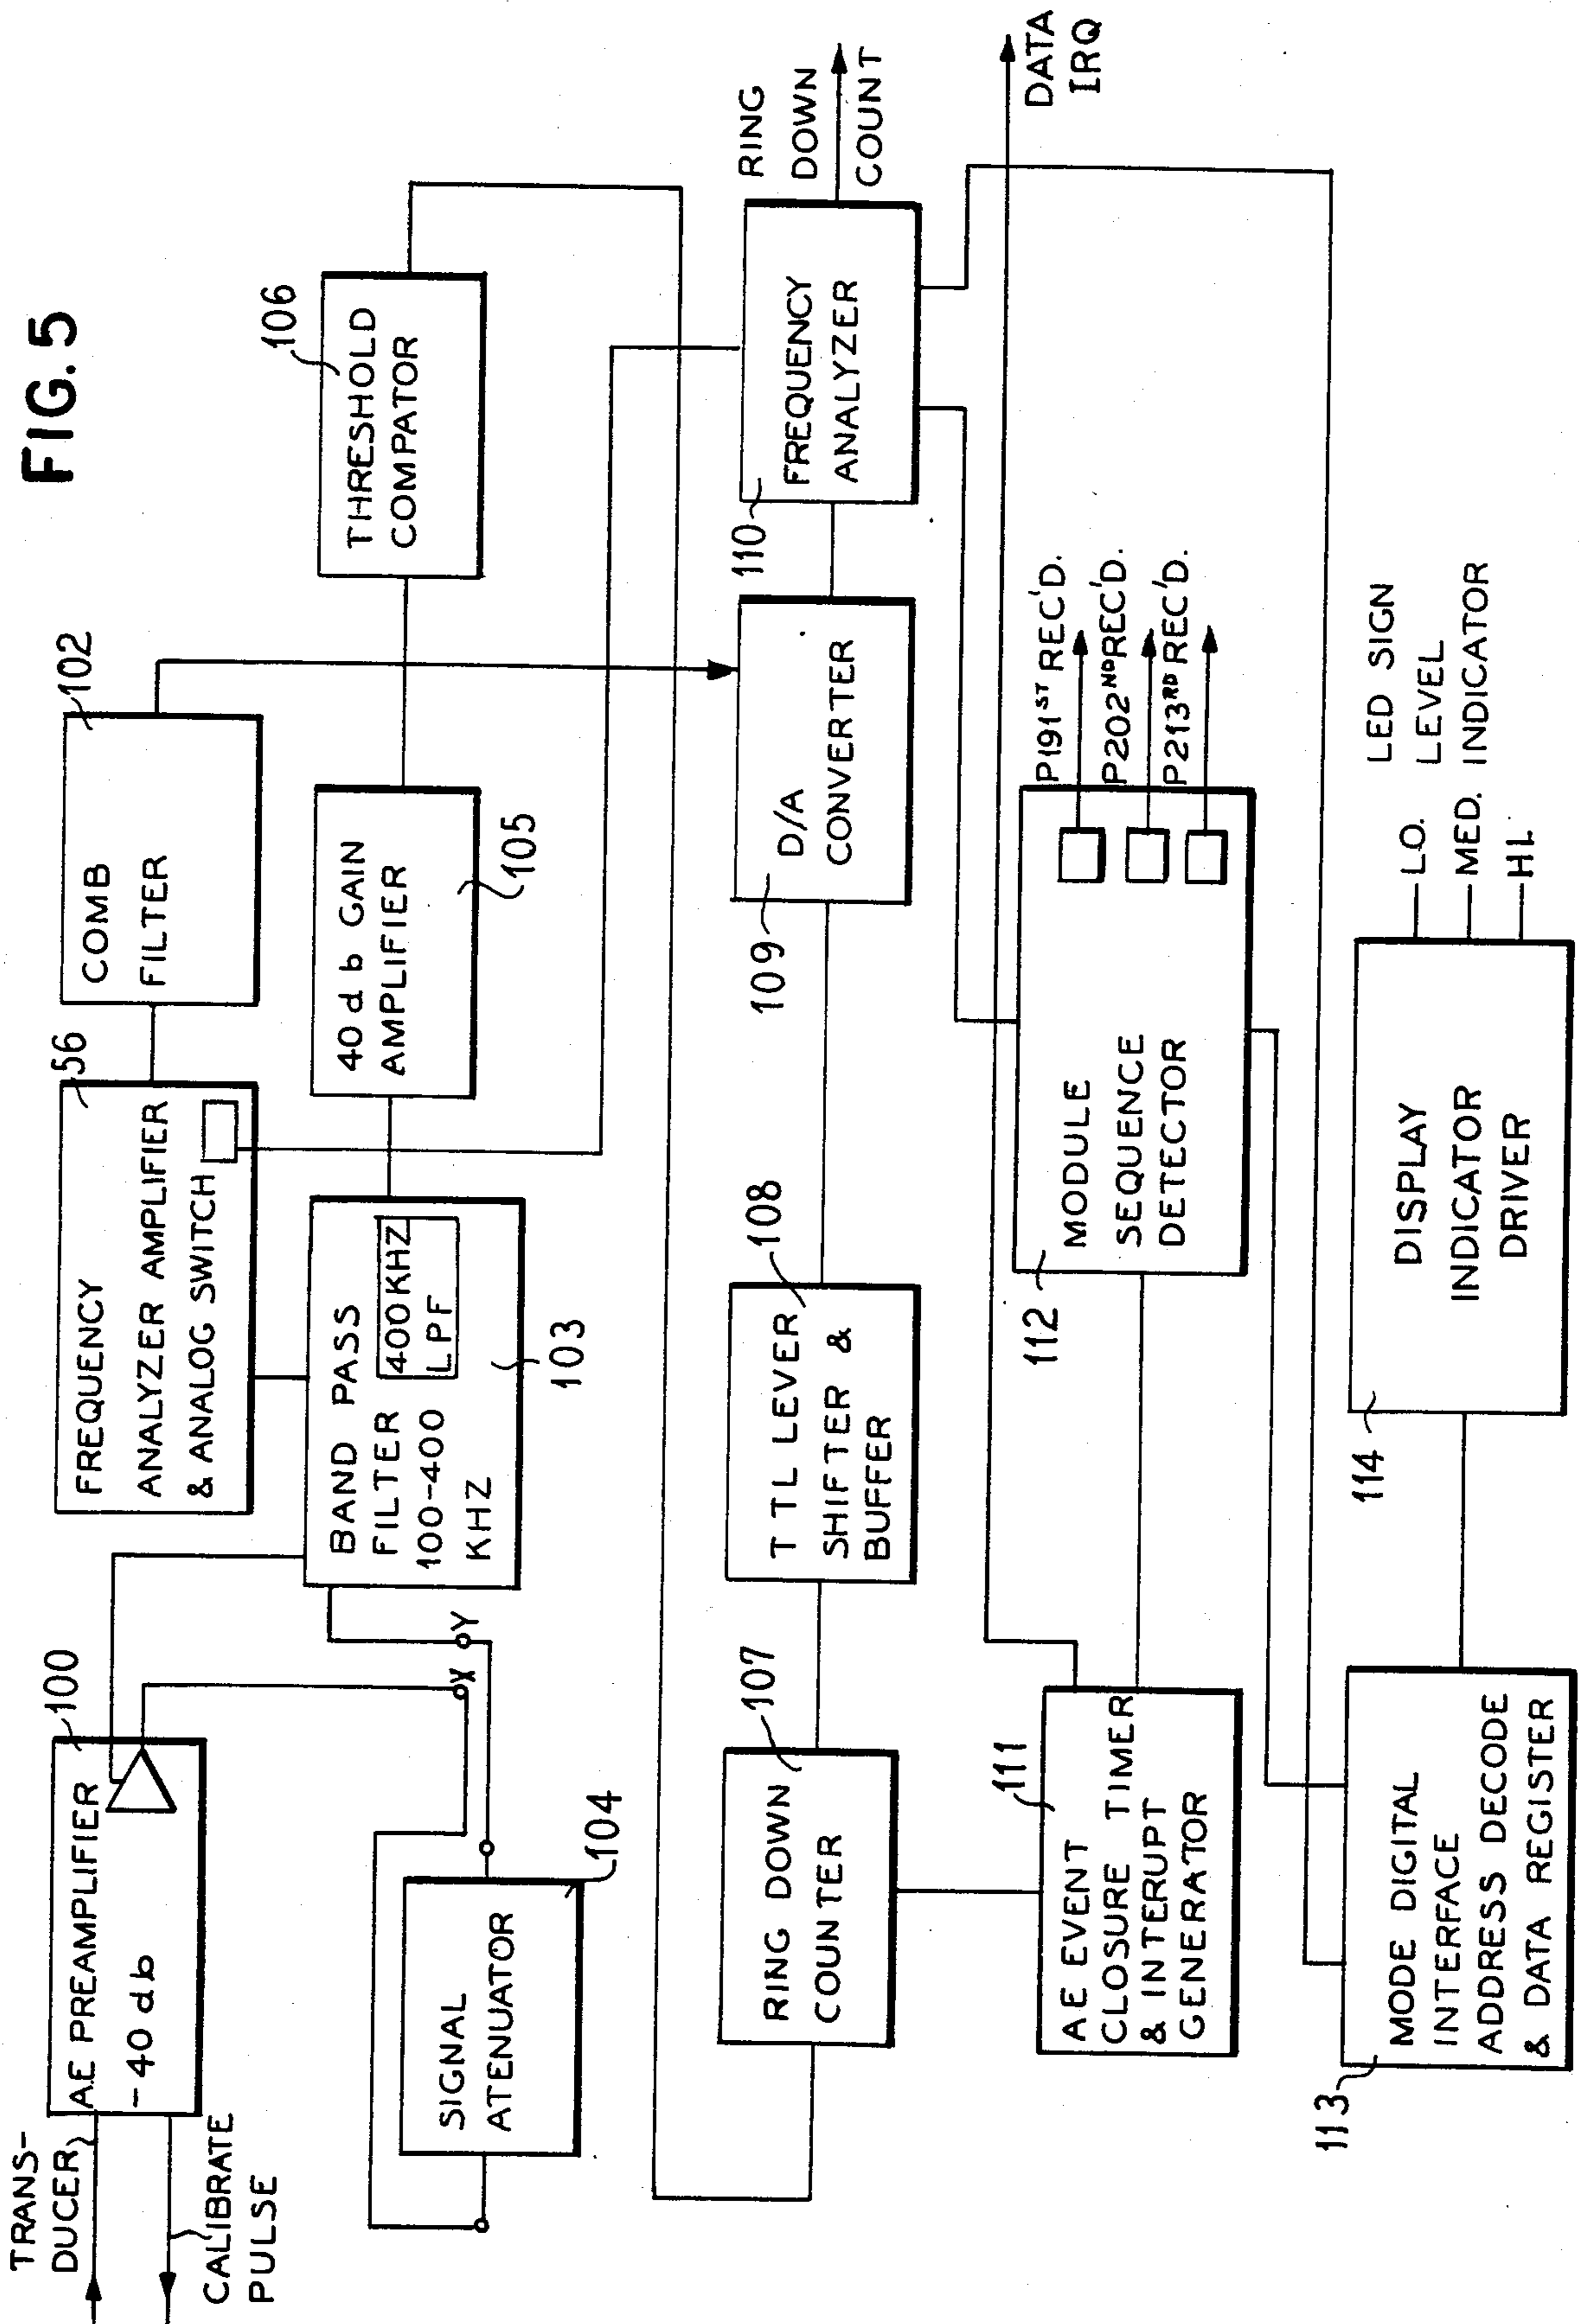 FIG. 5
TRANS-
DUCER
CALIBRATE
PULSE
100
A.E PREAMPLIFIER
-40 db
X
Y
56
FREQUENCY
ANALYZER AMPLIFIER
& ANALOG SWITCH
102
COMB
FILTER
BAND PASS
FILTER
100-400
KHZ
400KHZ
LPF
103
SIGNAL
ATENUATOR
104
40 db GAIN
AMPLIFIER
105
106
THRESHOLD
COMPATOR
107
RING DOWN
COUNTER
108
T TL LEVER
SHIFTER &
BUFFER
109
D/A
CONVERTER
110
FREQUENCY
ANALYZER
RING
DOWN
COUNT
DATA
IRQ
111
AE EVENT
CLOSURE TIMER
& INTERUPT
GENERATOR
112
MODULE
SEQUENCE
DETECTOR
P191ST REC'D.
P202ND REC'D.
P213RD REC'D.
113
MODE DIGITAL
INTERFACE
ADDRESS DECODE
& DATA REGISTER
114
DISPLAY
INDICATOR
DRIVER
LO.
MED.
HI.
LED SIGN
LEVEL
INDICATOR